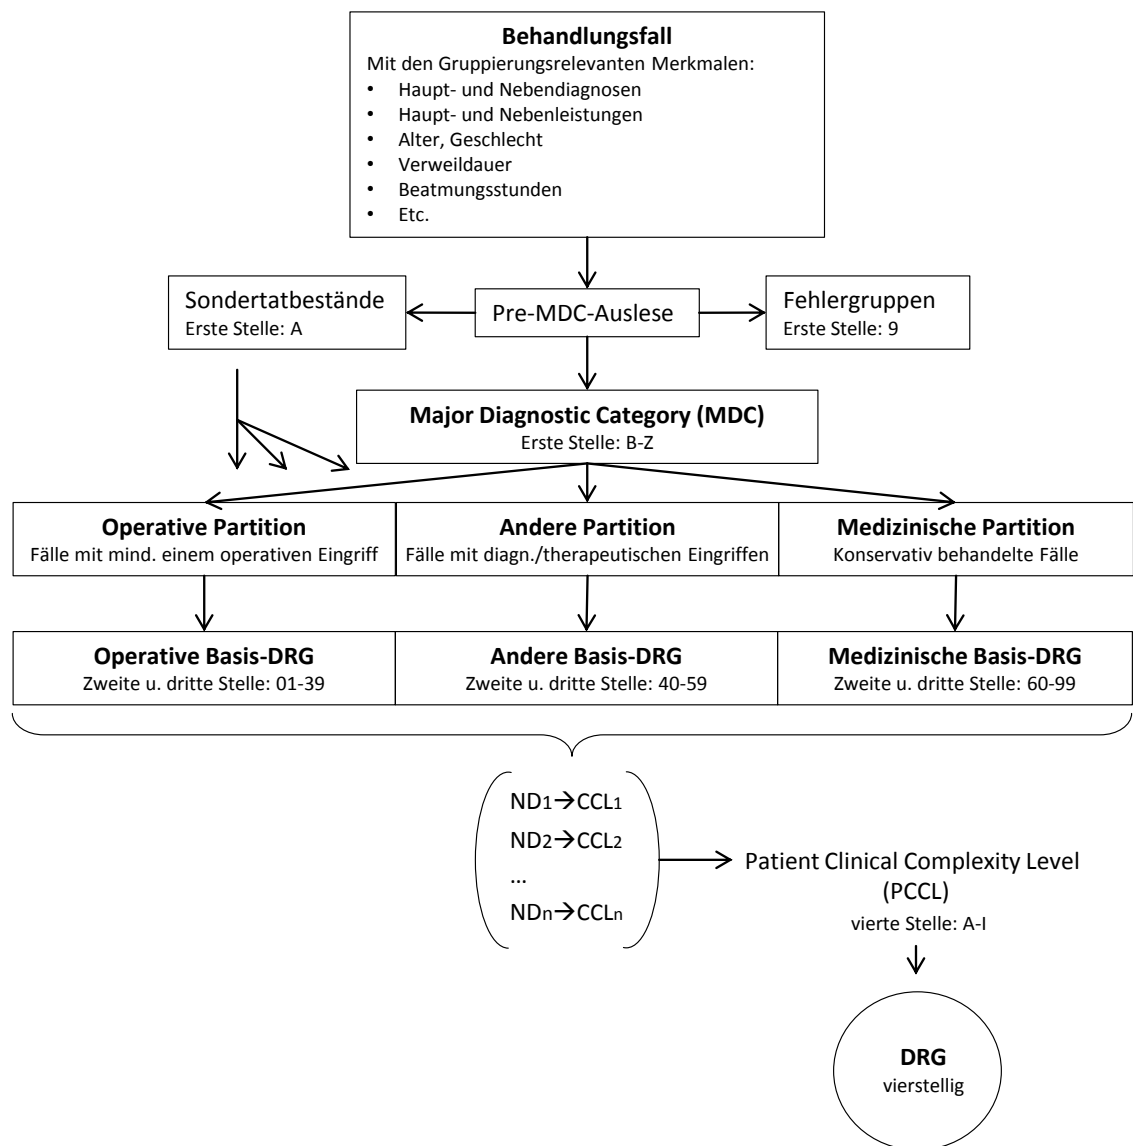 Behandlungsfall
Mit den Gruppierungsrelevanten Merkmalen:
• Haupt- und Nebendiagnosen
• Haupt- und Nebenleistungen
• Alter, Geschlecht
• Verweildauer
• Beatmungsstunden
• Etc.
Sondertatbestände
Erste Stelle: A
Pre-MDC-Auslese
Fehlergruppen
Erste Stelle: 9
Major Diagnostic Category (MDC)
Erste Stelle: B-Z
Operative Partition
Fälle mit mind. einem operativen Eingriff
Andere Partition
Fälle mit diagn./therapeutischen Eingriffen
Medizinische Partition
Konservativ behandelte Fälle
Operative Basis-DRG
Zweite u. dritte Stelle: 01-39
Andere Basis-DRG
Zweite u. dritte Stelle: 40-59
Medizinische Basis-DRG
Zweite u. dritte Stelle: 60-99
ND1→CCL1
ND2→CCL2
...
NDn→CCLn
Patient Clinical Complexity Level
(PCCL)
vierte Stelle: A-I
DRG
vierstellig